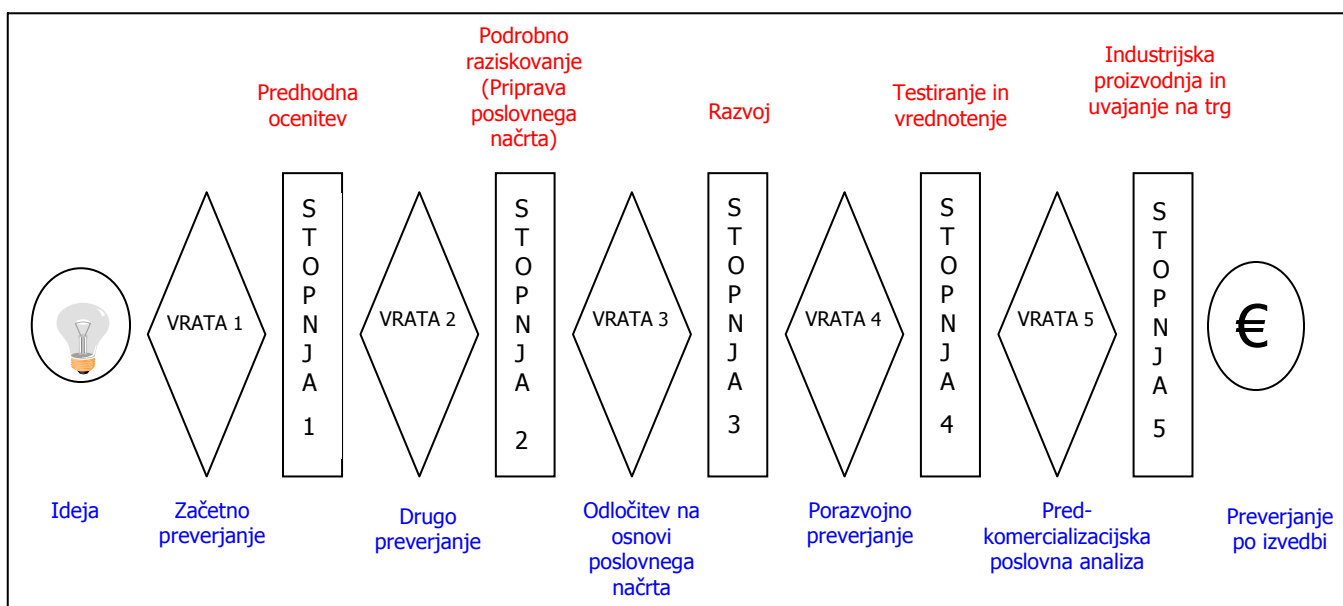 Predhodna
ocenitev
Podrobno
raziskovanje
(Priprava
poslovnega
načrta)
Razvoj
Testiranje in
vrednotenje
Industrijska
proizvodnja in
uvajanje na trg
VRATA 1
S
T
O
P
N
J
A
1
VRATA 2
S
T
O
P
N
J
A
2
VRATA 3
S
T
O
P
N
J
A
3
VRATA 4
S
T
O
P
N
J
A
4
VRATA 5
S
T
O
P
N
J
A
5
€
Ideja
Začetno
preverjanje
Drugo
preverjanje
Odločitev na
osnovi
poslovnega
načrta
Porazvojno
preverjanje
Pred-
komercializacijska
poslovna analiza
Preverjanje
po izvedbi